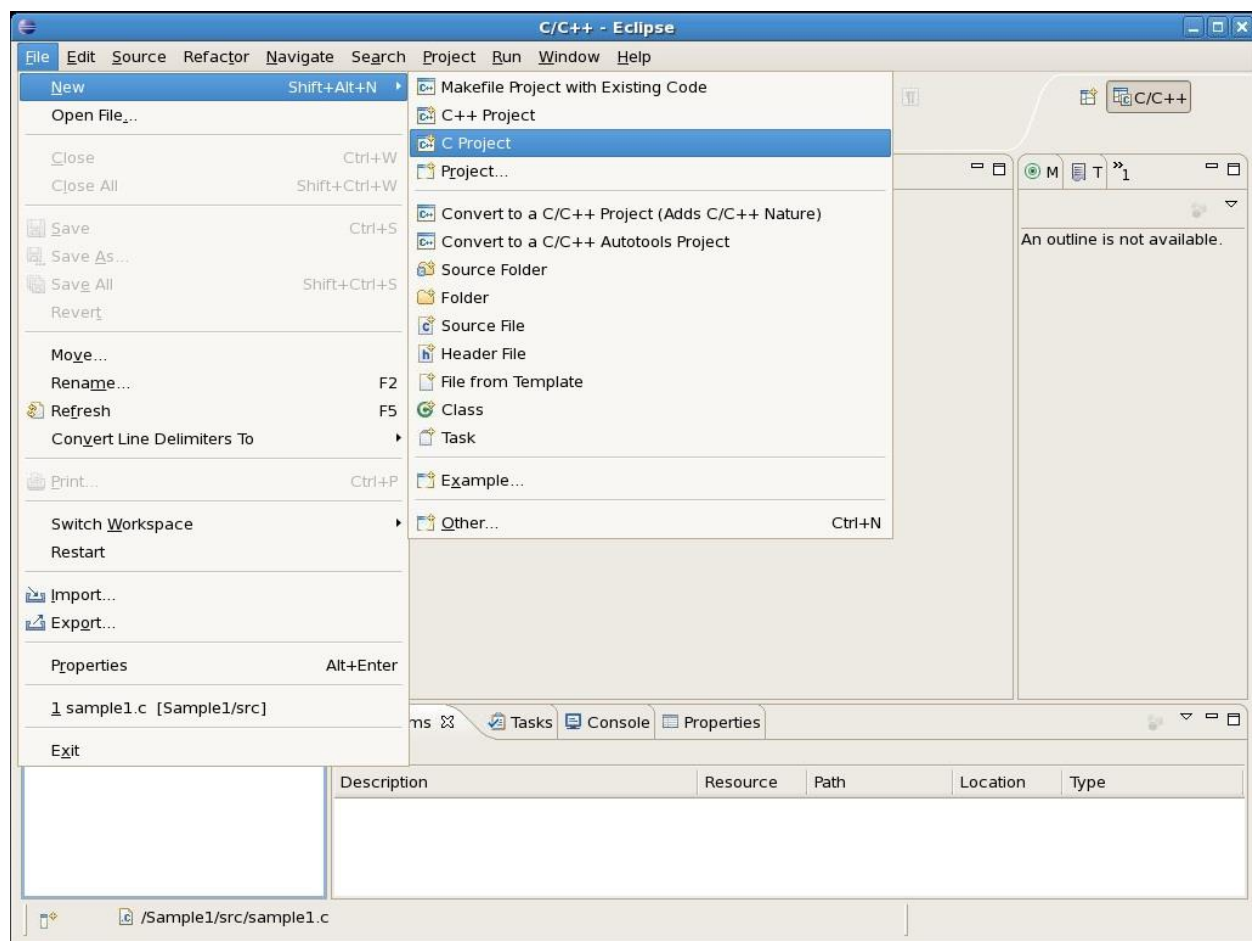 C/C++ - Eclipse
File Edit Source Refactor Navigate Search Project Run Window Help
New Shift+Alt+N
Open File...
Close Ctrl+W
Close All Shift+Ctrl+W
Save Ctrl+S
Save As...
Save All Shift+Ctrl+S
Revert
Move...
Rename... F2
Refresh F5
Convert Line Delimiters To
Print... Ctrl+P
Switch Workspace
Restart
Import...
Export...
Properties Alt+Enter
1 sample1.c [Sample1/src]
Exit
Makefile Project with Existing Code
C++ Project
C Project
Project...
Convert to a C/C++ Project (Adds C/C++ Nature)
Convert to a C/C++ Autotools Project
Source Folder
Folder
Source File
Header File
File from Template
Class
Task
Example...
Other... Ctrl+N
C/C++
M T »1
An outline is not available.
ms Tasks Console Properties
Description Resource Path Location Type
/Sample1/src/sample1.c